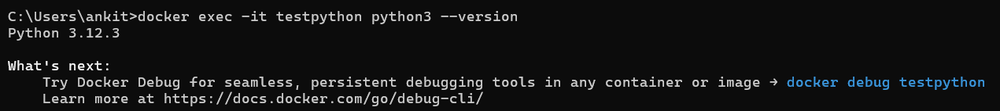 C:\Users\ankit>docker exec -it testpython python3 --version
Python 3.12.3
What's next:
Try Docker Debug for seamless, persistent debugging tools in any container or image → docker debug testpython
Learn more at https://docs.docker.com/go/debug-cli/